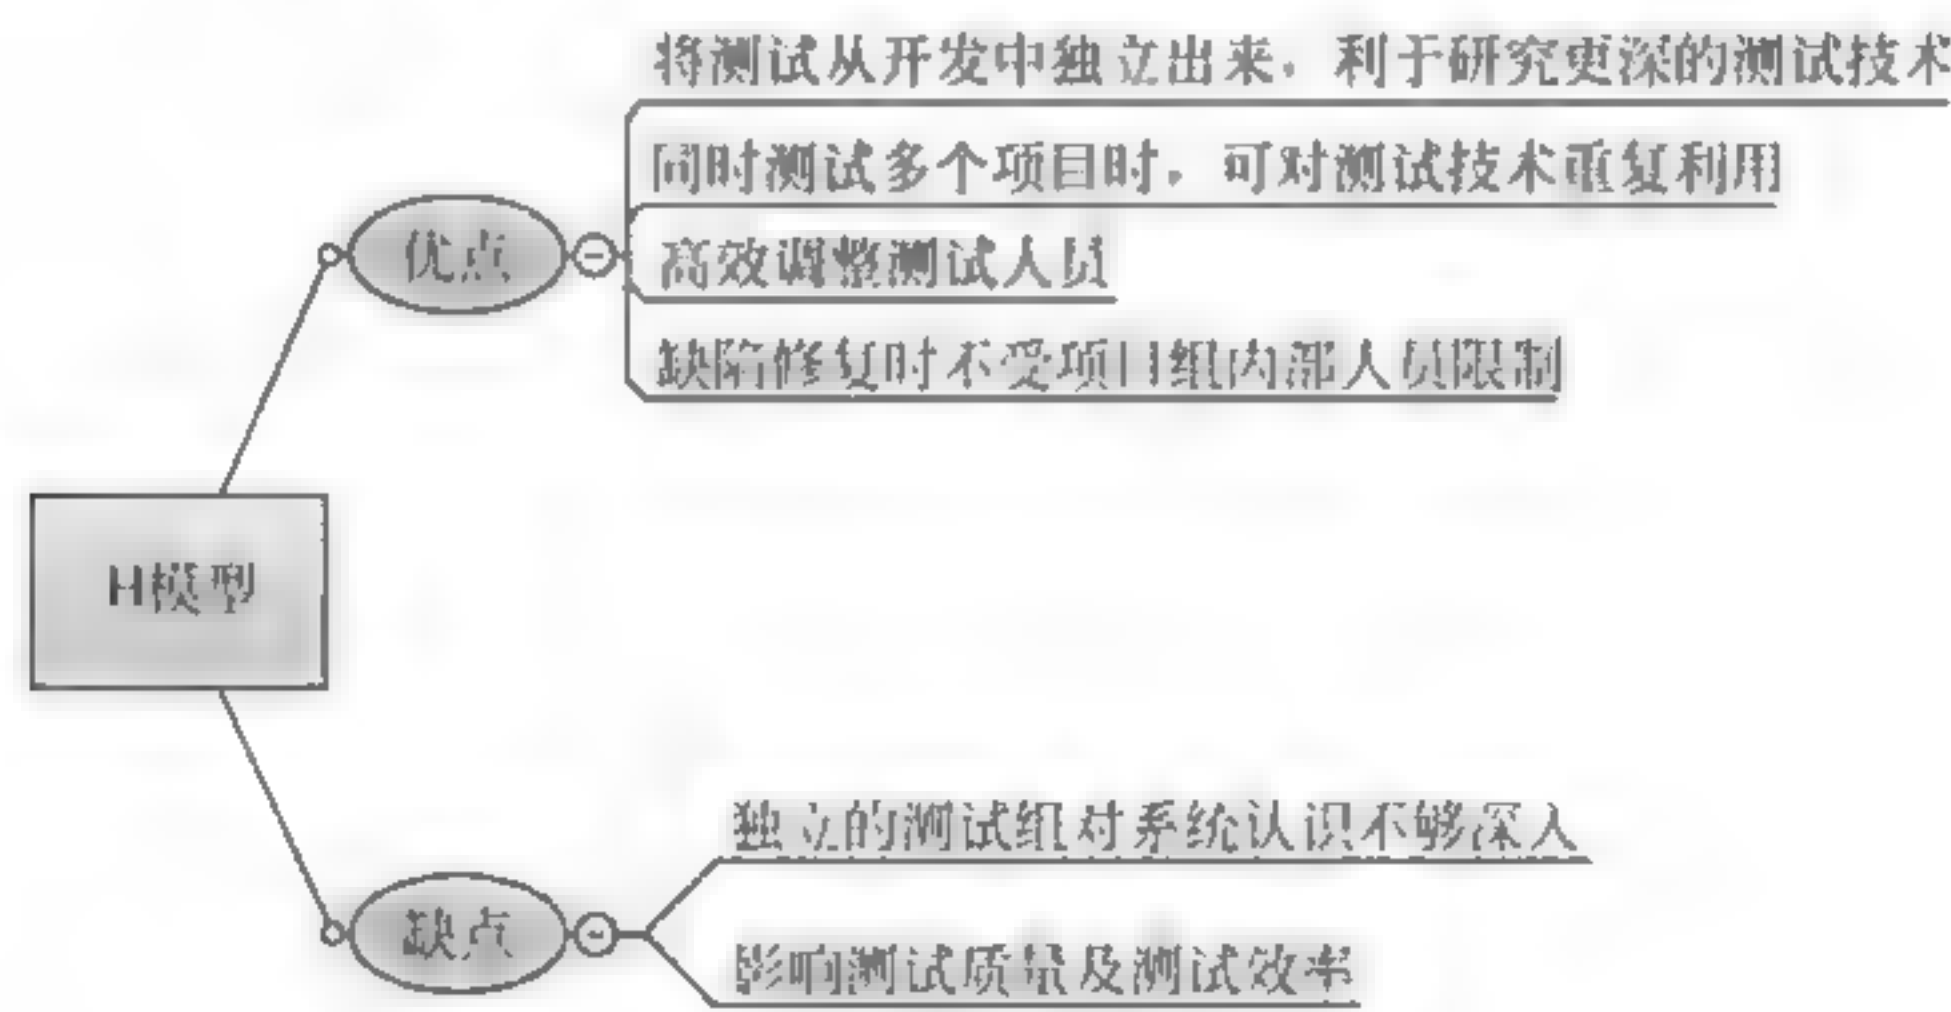 将测试从开发中独立出来，利于研究更深的测试技术
同时测试多个项目时，可对测试技术重复利用
优点
高效调整测试人员
缺陷修复时不受项目组内部人员限制
H模型
独立的测试组对系统认识不够深入
缺点
影响测试质量及测试效率